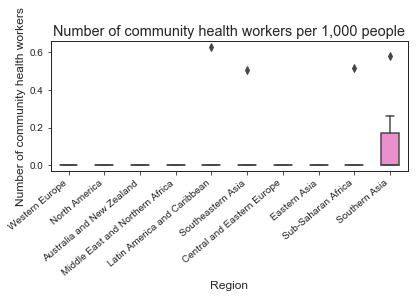 Number of community health workers per 1,000 people
Number of community health workers
0.6
0.4
0.2
0.0
Western Europe
North America
Australia and New Zealand
Middle East and Northern Africa
Latin America and Caribbean
Southeastern Asia
Central and Eastern Europe
Eastern Asia
Sub-Saharan Africa
Southern Asia
Region